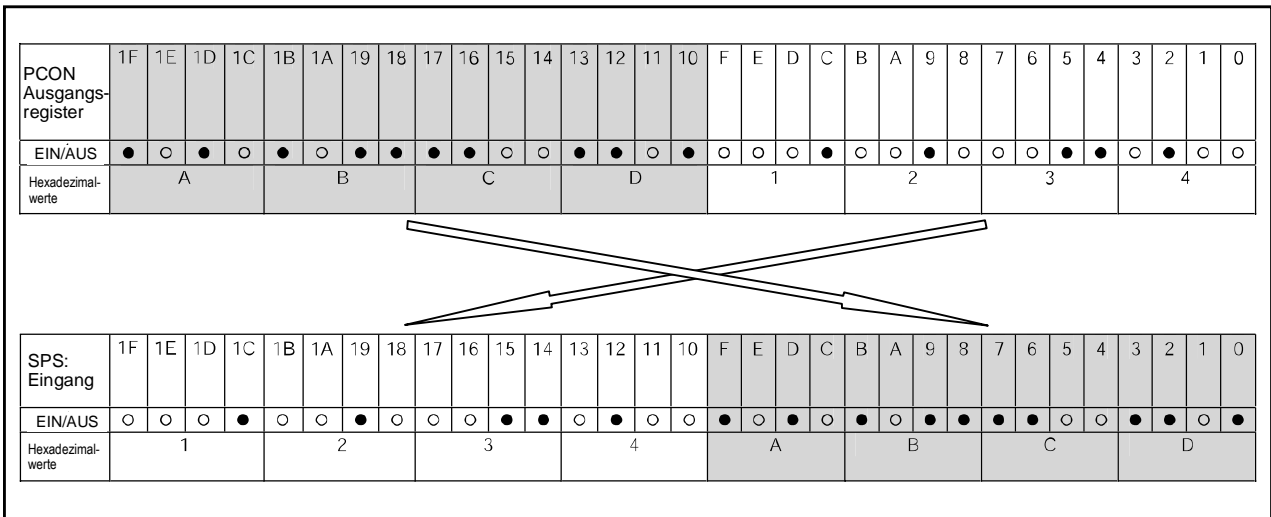 PCON Ausgangs-register 1F 1E 1D 1C 1B 1A 19 18 17 16 15 14 13 12 11 10 F E D C B A 9 8 7 6 5 4 3 2 1 0
EIN/AUS ● ○ ● ○ ● ○ ● ● ● ● ○ ○ ● ● ○ ● ○ ○ ○ ● ○ ○ ● ○ ○ ○ ● ● ○ ● ○ ○
Hexadezimal-werte A B C D 1 2 3 4
SPS: Eingang 1F 1E 1D 1C 1B 1A 19 18 17 16 15 14 13 12 11 10 F E D C B A 9 8 7 6 5 4 3 2 1 0
EIN/AUS ○ ○ ○ ● ○ ○ ● ○ ○ ○ ● ● ○ ● ○ ○ ● ○ ● ○ ● ○ ● ● ● ● ○ ○ ● ● ○ ●
Hexadezimal-werte 1 2 3 4 A B C D